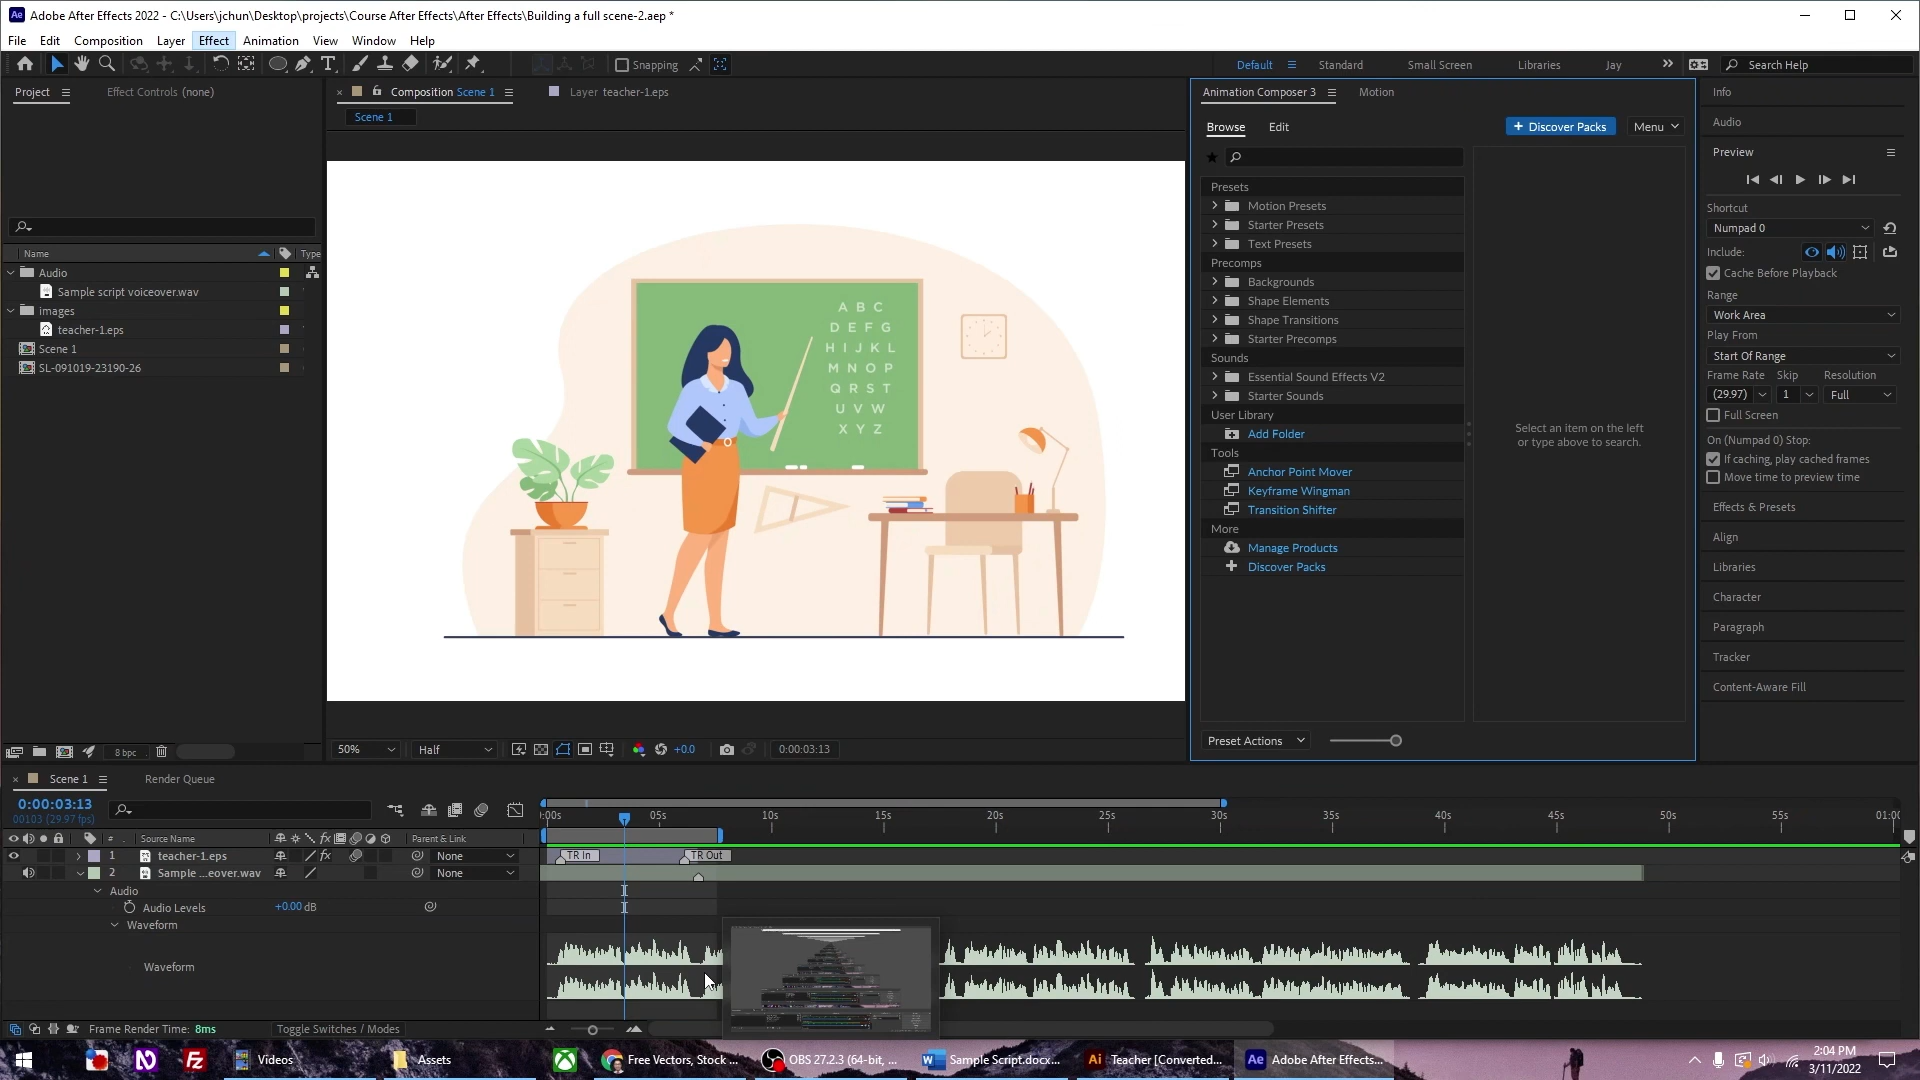 Adobe After Effects 2022 - C:\Users\jchun\Desktop\projects\Course After Effects\After Effects\Building a full scene-2.aep *
File Edit Composition Layer Effect Animation View Window Help
Snapping
Default Standard Small Screen Libraries Jay Search Help
Project Effect Controls (none)
Composition Scene 1 Layer teacher-1.eps
Scene 1
Name Type
Audio
Sample script voiceover.wav
images
teacher-1.eps
Scene 1
SL-091019-23190-26
8 bpc
A B C
D E F G
H I J K L
M N O P
Q R S T
U V W
X Y Z
50% Half +0.0 0:00:03:13
Animation Composer 3 Motion
Browse Edit + Discover Packs Menu
Presets
Motion Presets
Starter Presets
Text Presets
Precomps
Backgrounds
Shape Elements
Shape Transitions
Starter Precomps
Sounds
Essential Sound Effects V2
Starter Sounds
User Library
Add Folder
Tools
Anchor Point Mover
Keyframe Wingman
Transition Shifter
More
Manage Products
Discover Packs
Select an item on the left
or type above to search.
Preset Actions
Info
Audio
Preview
Shortcut
Numpad 0
Include:
Cache Before Playback
Range
Work Area
Play From
Start Of Range
Frame Rate Skip Resolution
(29.97) 1 Full
Full Screen
On (Numpad 0) Stop:
If caching, play cached frames
Move time to preview time
Effects & Presets
Align
Libraries
Character
Paragraph
Tracker
Content-Aware Fill
Scene 1 Render Queue
0:00:03:13
00103 (29.97 fps)
# Source Name fx Parent & Link
:00s 05s 10s 15s 20s 25s 30s 35s 40s 45s 50s 55s 01:00
1 teacher-1.eps fx None TR In TR Out
2 Sample ...eover.wav None
Audio
Audio Levels +0.00 dB
Waveform
Waveform
Frame Render Time: 8ms Toggle Switches / Modes
Videos Assets Free Vectors, Stock ... OBS 27.2.3 (64-bit, ... Sample Script.docx... Teacher [Converted... Adobe After Effects...
2:04 PM
3/11/2022